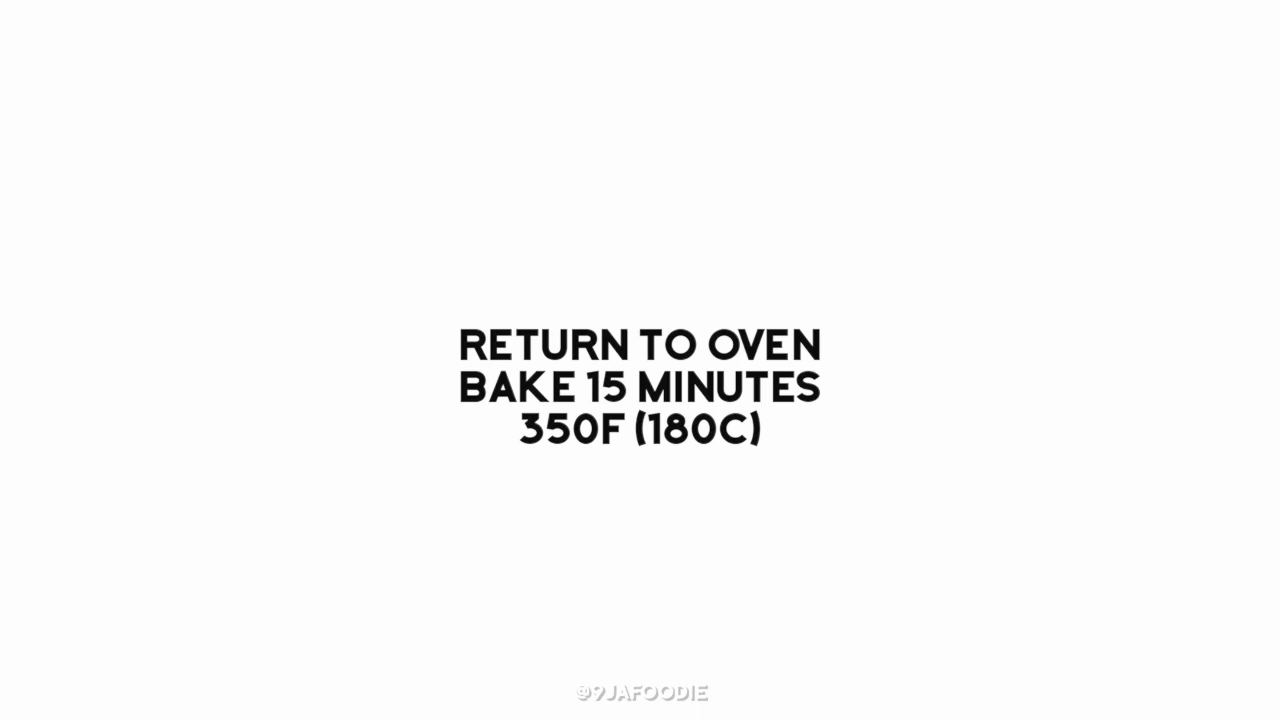 RETURN TO OVEN
BAKE 15 MINUTES
350F (180C)
@9JAFOODIE